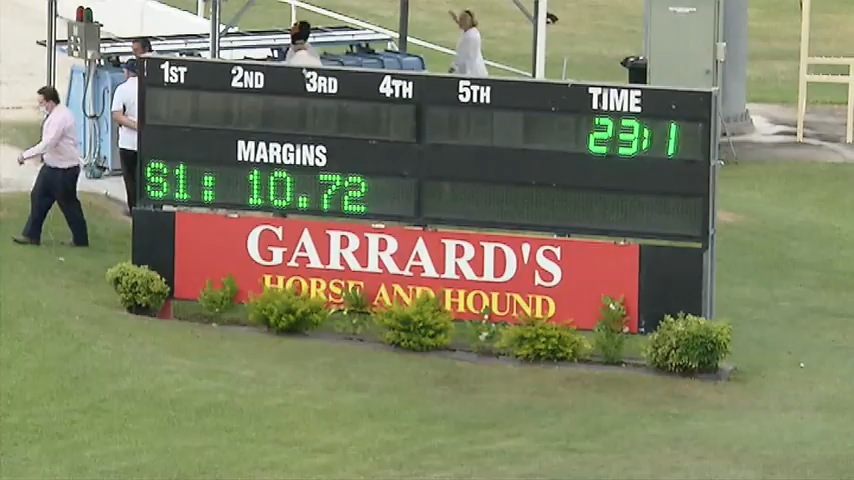 1ST 2ND 3RD 4TH 5TH TIME
23:1
MARGINS
S1: 10.72
GARRARD'S
HORSE AND HOUND